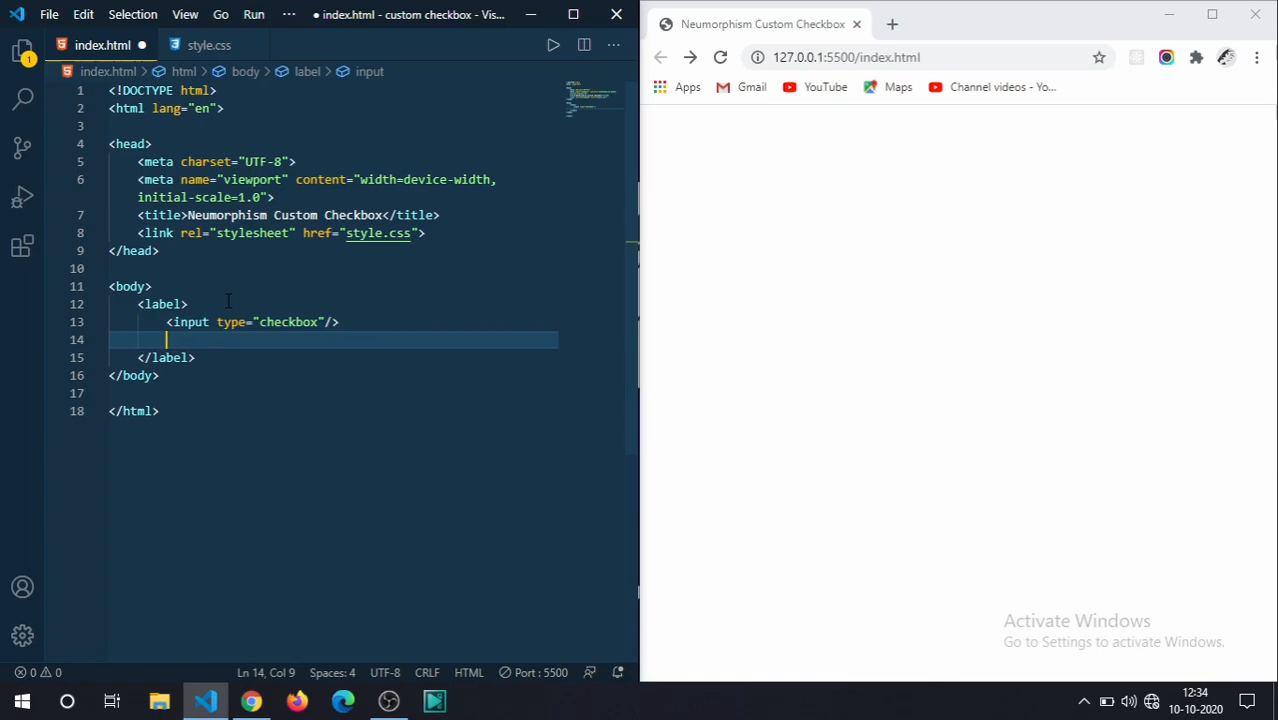 File Edit Selection View Go Run ··· ● index.html - custom checkbox - Vis...
index.html ● style.css
index.html > html > body > label > input
1 <!DOCTYPE html>
2 <html lang="en">
3
4 <head>
5 <meta charset="UTF-8">
6 <meta name="viewport" content="width=device-width,
initial-scale=1.0">
7 <title>Neumorphism Custom Checkbox</title>
8 <link rel="stylesheet" href="style.css">
9 </head>
10
11 <body>
12 <label>
13 <input type="checkbox"/>
14
15 </label>
16 </body>
17
18 </html>
1
0 0 Ln 14, Col 9 Spaces: 4 UTF-8 CRLF HTML Port : 5500
Neumorphism Custom Checkbox
127.0.0.1:5500/index.html
Apps Gmail YouTube Maps Channel videos - Yo...
Activate Windows
Go to Settings to activate Windows.
12:34
10-10-2020